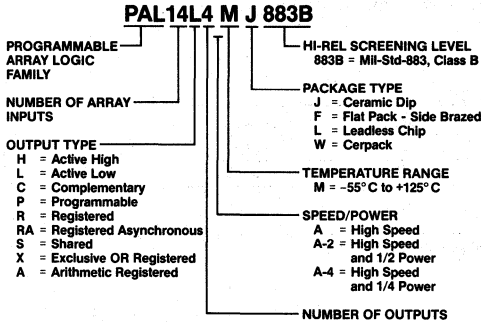 PAL14L4 M J 883B
PROGRAMMABLE
ARRAY LOGIC
FAMILY
NUMBER OF ARRAY
INPUTS
OUTPUT TYPE
H = Active High
L = Active Low
C = Complementary
P = Programmable
R = Registered
RA = Registered Asynchronous
S = Shared
X = Exclusive OR Registered
A = Arithmetic Registered
HI-REL SCREENING LEVEL
883B = Mil-Std-883, Class B
PACKAGE TYPE
J = Ceramic Dip
F = Flat Pack - Side Brazed
L = Leadless Chip
W = Cerpack
TEMPERATURE RANGE
M = -55°C to +125°C
SPEED/POWER
A = High Speed
A-2 = High Speed
and 1/2 Power
A-4 = High Speed
and 1/4 Power
NUMBER OF OUTPUTS